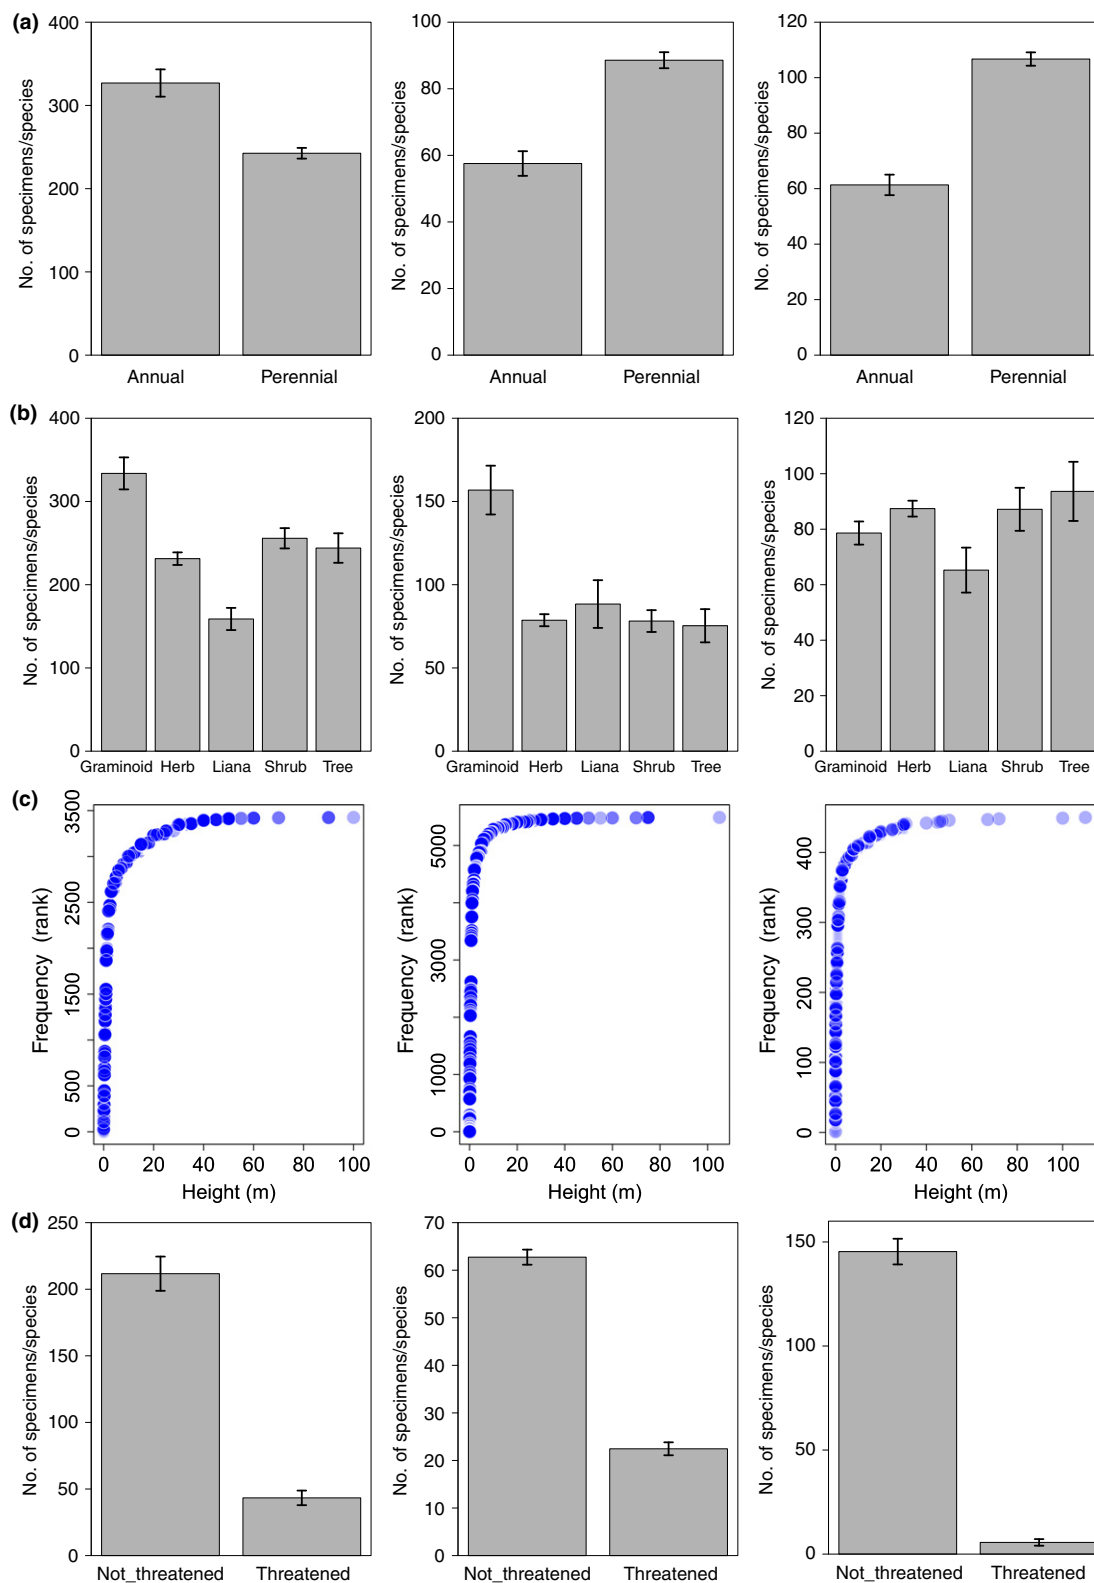 (a)
No. of specimens/species
400
300
200
100
0
Annual Perennial
No. of specimens/species
100
80
60
40
20
0
Annual Perennial
No. of specimens/species
120
100
80
60
40
20
0
Annual Perennial
(b)
No. of specimens/species
400
300
200
100
0
Graminoid Herb Liana Shrub Tree
No. of specimens/species
200
150
100
50
0
Graminoid Herb Liana Shrub Tree
No. of specimens/species
120
100
80
60
40
20
0
Graminoid Herb Liana Shrub Tree
(c)
Frequency (rank)
3500
2500
1500
500
0
0 20 40 60 80 100
Height (m)
Frequency (rank)
5000
3000
1000
0
0 20 40 60 80 100
Height (m)
Frequency (rank)
400
300
200
100
0
0 20 40 60 80 100
Height (m)
(d)
No. of specimens/species
250
200
150
100
50
0
Not_threatened Threatened
No. of specimens/species
70
60
50
40
30
20
10
0
Not_threatened Threatened
No. of specimens/species
150
100
50
0
Not_threatened Threatened